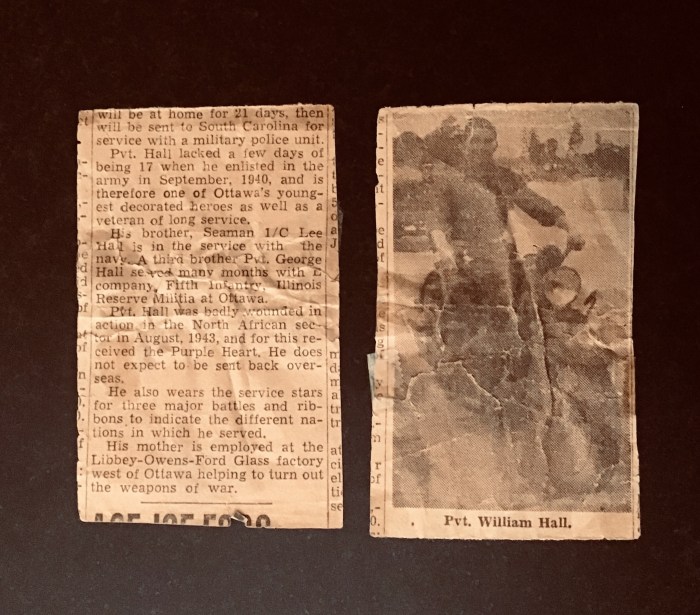 will be at home for 21 days, then
will be sent to South Carolina for
service with a military police unit.
Pvt. Hall lacked a few days of
being 17 when he enlisted in the
army in September, 1940, and is
therefore one of Ottawa's young-
est decorated heroes as well as a
veteran of long service.
His brother, Seaman 1/C Lee
Hall is in the service with the
navy. A third brother Pvt. George
Hall served many months with E
company, Fifth Infantry, Illinois
Reserve Militia at Ottawa.
Pvt. Hall was badly wounded in
action in the North African sec-
tor in August, 1943, and for this re-
ceived the Purple Heart. He does
not expect to be sent back over-
seas.
He also wears the service stars
for three major battles and rib-
bons to indicate the different na-
tions in which he served.
His mother is employed at the
Libbey-Owens-Ford Glass factory
west of Ottawa helping to turn out
the weapons of war.
Pvt. William Hall.